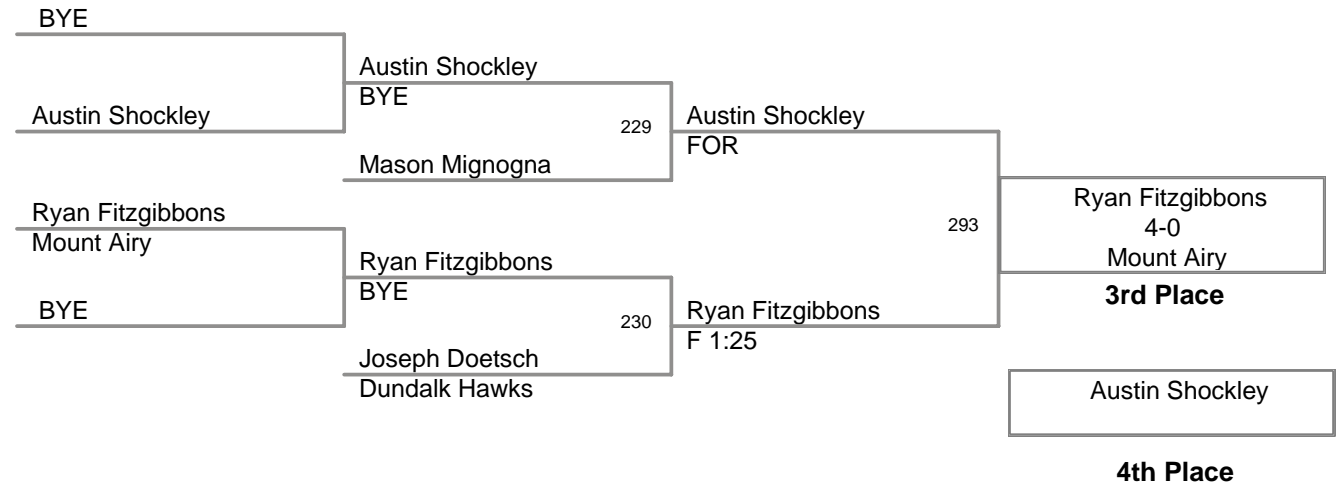 BYE
Austin Shockley
BYE
Austin Shockley
229
Austin Shockley
FOR
Mason Mignogna
Ryan Fitzgibbons
Mount Airy
293
Ryan Fitzgibbons
4-0
Mount Airy
3rd Place
Ryan Fitzgibbons
BYE
BYE
230
Ryan Fitzgibbons
F 1:25
Joseph Doetsch
Dundalk Hawks
Austin Shockley
4th Place